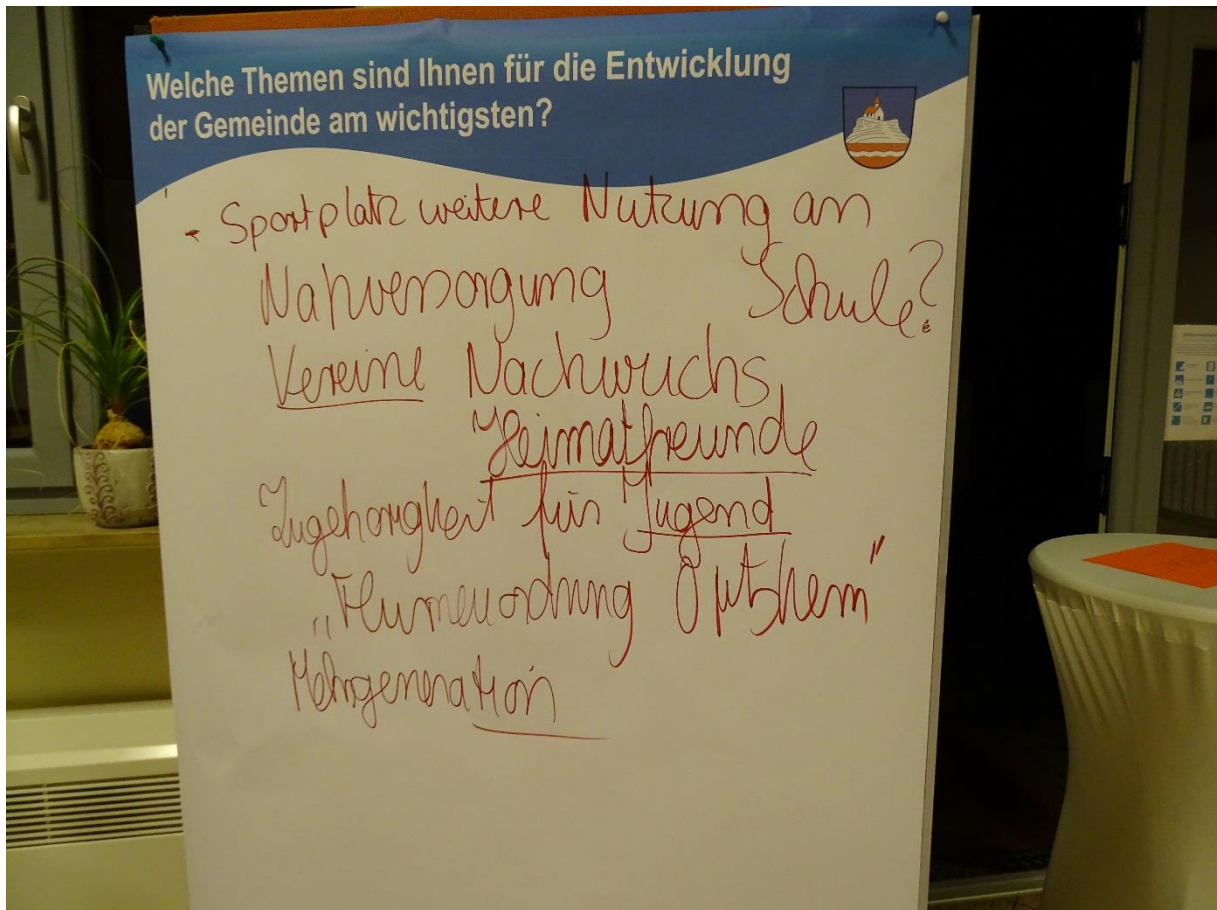 Welche Themen sind Ihnen für die Entwicklung
der Gemeinde am wichtigsten?
- Sportplatz weitere Nutzung an
Nahversorgung Schule?
Vereine Nachwuchs
Heimatfreunde
Zugehörigkeit für Jugend
Mehrgeneration